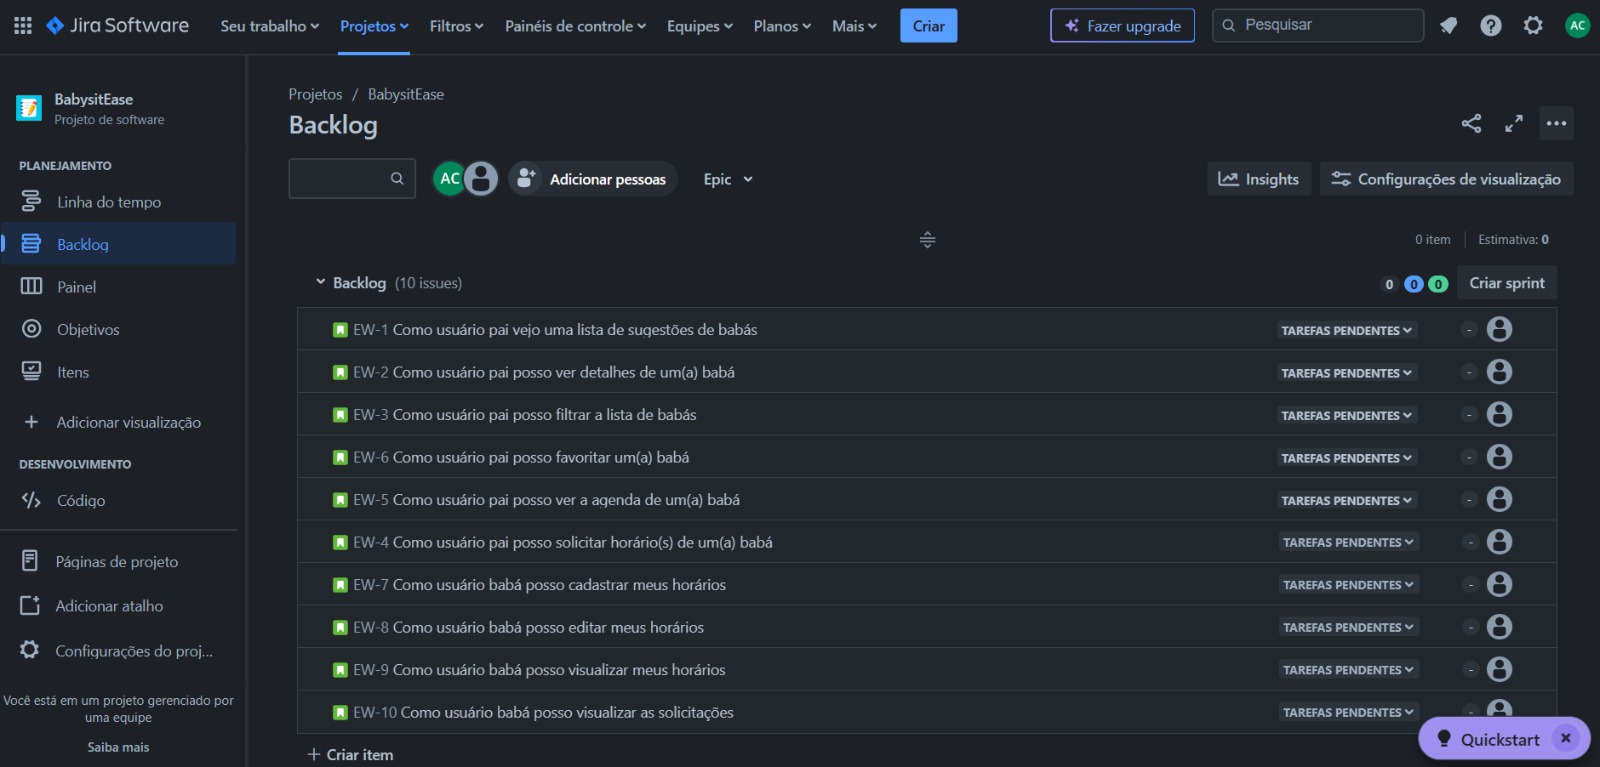 Jira Software
Seu trabalho
Projetos
Filtros
Painéis de controle
Equipes
Planos
Mais
Criar
Fazer upgrade
Pesquisar
AC
BabysitEase
Projeto de software
PLANEJAMENTO
Linha do tempo
Backlog
Painel
Objetivos
Itens
Adicionar visualização
DESENVOLVIMENTO
Código
Páginas de projeto
Adicionar atalho
Configurações do proj...
Você está em um projeto gerenciado por
uma equipe
Saiba mais
Projetos / BabysitEase
Backlog
AC
Adicionar pessoas
Epic
Insights
Configurações de visualização
0 item
Estimativa: 0
Backlog (10 issues)
0 0 0
Criar sprint
EW-1 Como usuário pai vejo uma lista de sugestões de babás TAREFAS PENDENTES -
EW-2 Como usuário pai posso ver detalhes de um(a) babá TAREFAS PENDENTES -
EW-3 Como usuário pai posso filtrar a lista de babás TAREFAS PENDENTES -
EW-6 Como usuário pai posso favoritar um(a) babá TAREFAS PENDENTES -
EW-5 Como usuário pai posso ver a agenda de um(a) babá TAREFAS PENDENTES -
EW-4 Como usuário pai posso solicitar horário(s) de um(a) babá TAREFAS PENDENTES -
EW-7 Como usuário babá posso cadastrar meus horários TAREFAS PENDENTES -
EW-8 Como usuário babá posso editar meus horários TAREFAS PENDENTES -
EW-9 Como usuário babá posso visualizar meus horários TAREFAS PENDENTES -
EW-10 Como usuário babá posso visualizar as solicitações TAREFAS PENDENTES -
+ Criar item
Quickstart